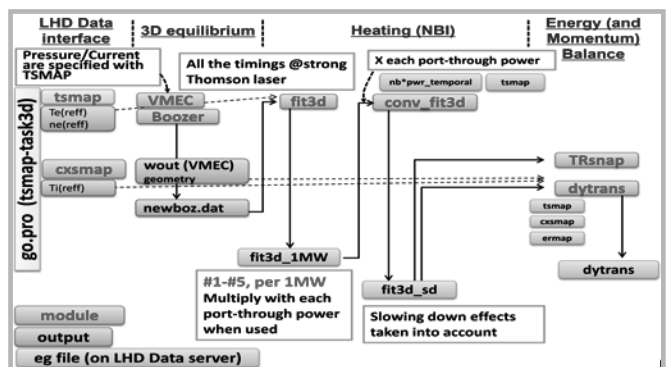 LHD Data
interface
3D equilibrium
Heating (NBI)
Energy (and
Momentum)
Balance
Pressure/Current
are specified with
TSMAP
All the timings @strong
Thomson laser
X each port-through power
nb*pwr_temporal
tsmap
go.pro (tsmap-task3d)
tsmap
Te(reff)
ne(reff)
VMEC
Boozer
fit3d
conv_fit3d
cxsmap
Ti(reff)
wout (VMEC)
geometry
newboz.dat
TRsnap
dytrans
tsmap
cxsmap
ermap
fit3d_1MW
#1-#5, per 1MW
Multiply with each
port-through power
when used
fit3d_sd
Slowing down effects
taken into account
dytrans
module
output
eg file (on LHD Data server)